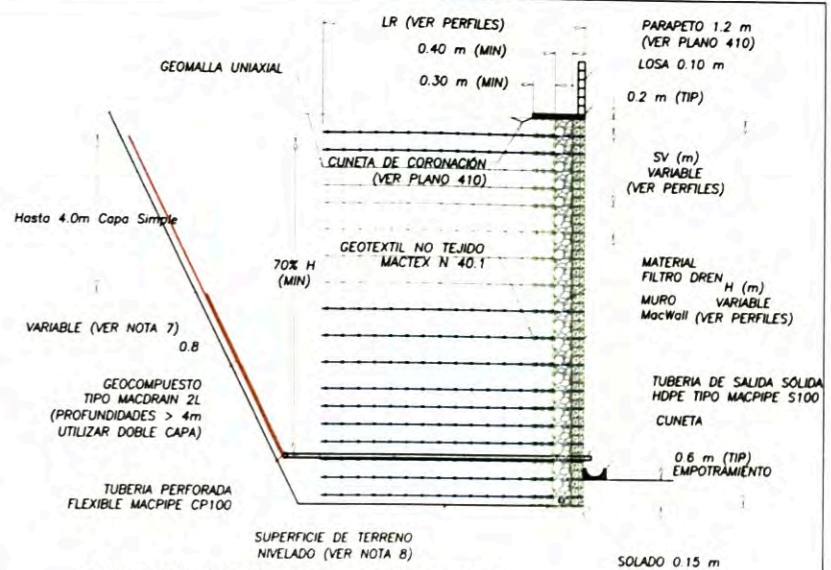 LR (VER PERFILES)
0.40 m (MIN)
0.30 m (MIN)
GEOMALLA UNIAXIAL
PARAPETO 1.2 m
(VER PLANO 410)
LOSA 0.10 m
0.2 m (TIP)
CUNETA DE CORONACIÓN
(VER PLANO 410)
SV (m)
VARIABLE
(VER PERFILES)
Hasta 4.0m Capa Simple
GEOTEXTIL NO TEJIDO
MACTEX N 40.1
70% H
(MIN)
MATERIAL
FILTRO DREN
H (m)
MURO VARIABLE
MacWall (VER PERFILES)
VARIABLE (VER NOTA 7)
0.8
GEOCOMPUESTO
TIPO MACDRAIN 2L
(PROFUNDIDADES > 4m
UTILIZAR DOBLE CAPA)
TUBERIA DE SALIDA SÓLIDA
HDPE TIPO MACPIPE S100
CUNETA
0.6 m (TIP)
EMPOTRAMIENTO
TUBERIA PERFORADA
FLEXIBLE MACPIPE CP100
SUPERFICIE DE TERRENO
NIVELADO (VER NOTA 8)
SOLADO 0.15 m